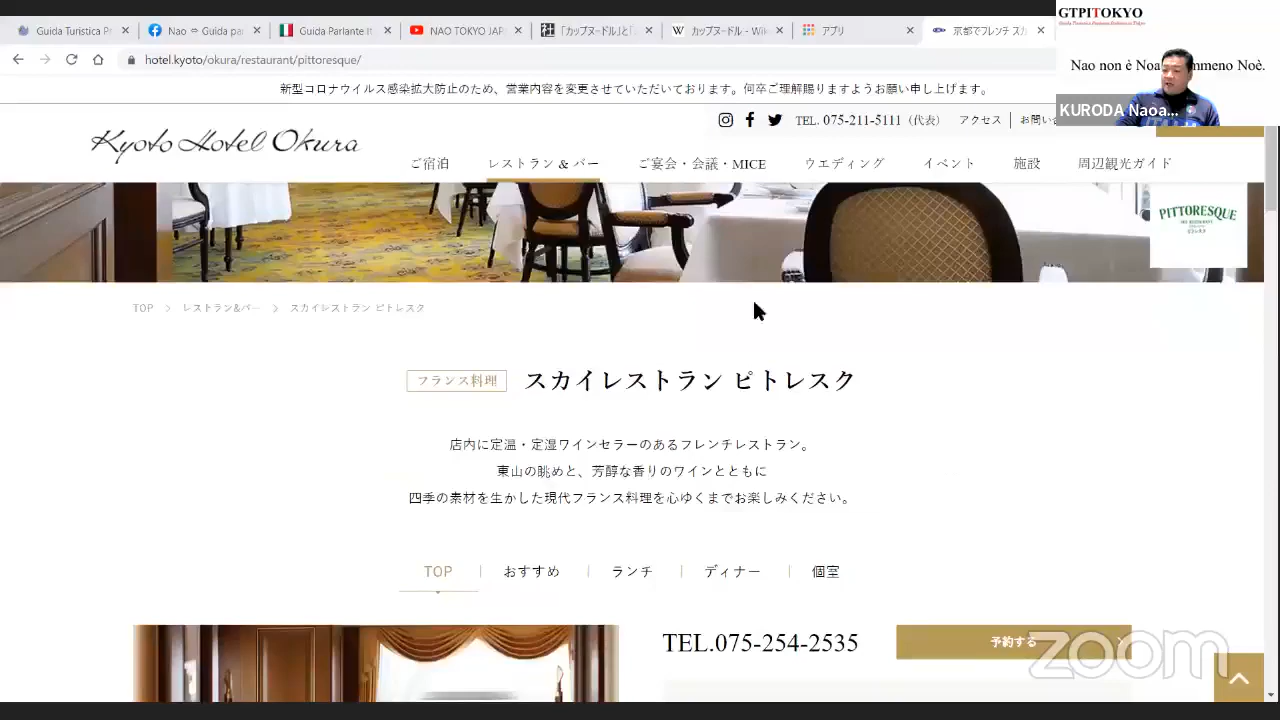 Guida Turistica
Nao ⇨ Guida par
Guida Parlante I
NAO TOKYO JAP
「カップヌードル」とい
カップヌードル - Wik
アプリ
京都でフレンチ スカ
GTPITOKYO
Nao non è Noa
mmeno Noè.
KURODA Naoa...
hotel.kyoto/okura/restaurant/pittoresque/
新型コロナウイルス感染拡大防止のため、営業内容を変更させていただいております。何卒ご理解賜りますようお願い申し上げます。
Kyoto Hotel Okura
TEL. 075-211-5111（代表）
アクセス
お問い
ご宿泊
レストラン & バー
ご宴会・会議・MICE
ウエディング
イベント
施設
周辺観光ガイド
PITTORESQUE
TOP > レストラン&バー > スカイレストラン ピトレスク
フランス料理
スカイレストラン ピトレスク
店内に定温・定湿ワインセラーのあるフレンチレストラン。
東山の眺めと、芳醇な香りのワインとともに
四季の素材を生かした現代フランス料理を心ゆくまでお楽しみください。
TOP
おすすめ
ランチ
ディナー
個室
TEL.075-254-2535
予約する
zoom